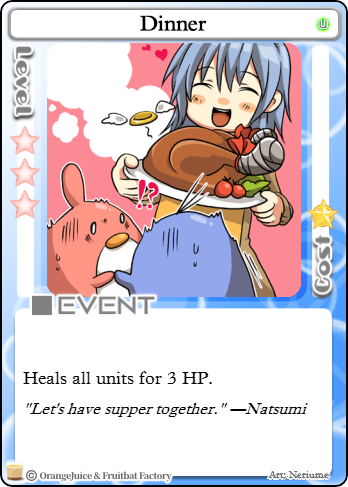 Dinner
U
Level
!?
Cost
EVENT
Heals all units for 3 HP.
"Let's have supper together." —Natsumi
© OrangeJuice & Fruitbat Factory
Art: Neriume